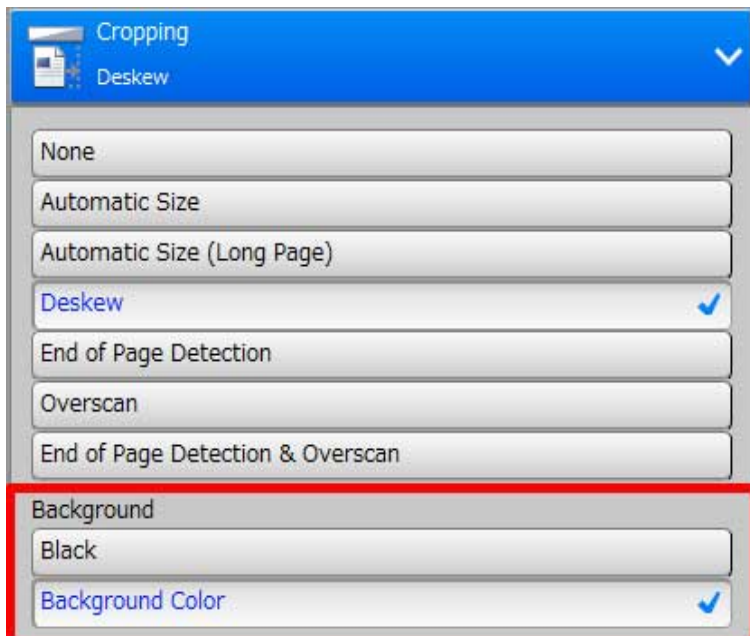 Cropping
Deskew
None
Automatic Size
Automatic Size (Long Page)
Deskew
End of Page Detection
Overscan
End of Page Detection & Overscan
Background
Black
Background Color